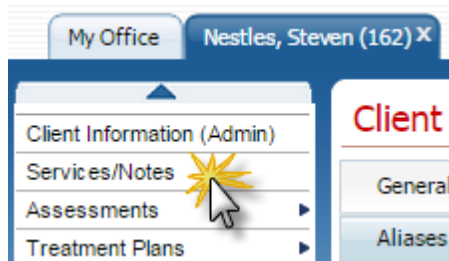 My Office Nestles, Steven (162) X
Client Information (Admin)
Client
Services/Notes
General
Assessments
Aliases
Treatment Plans